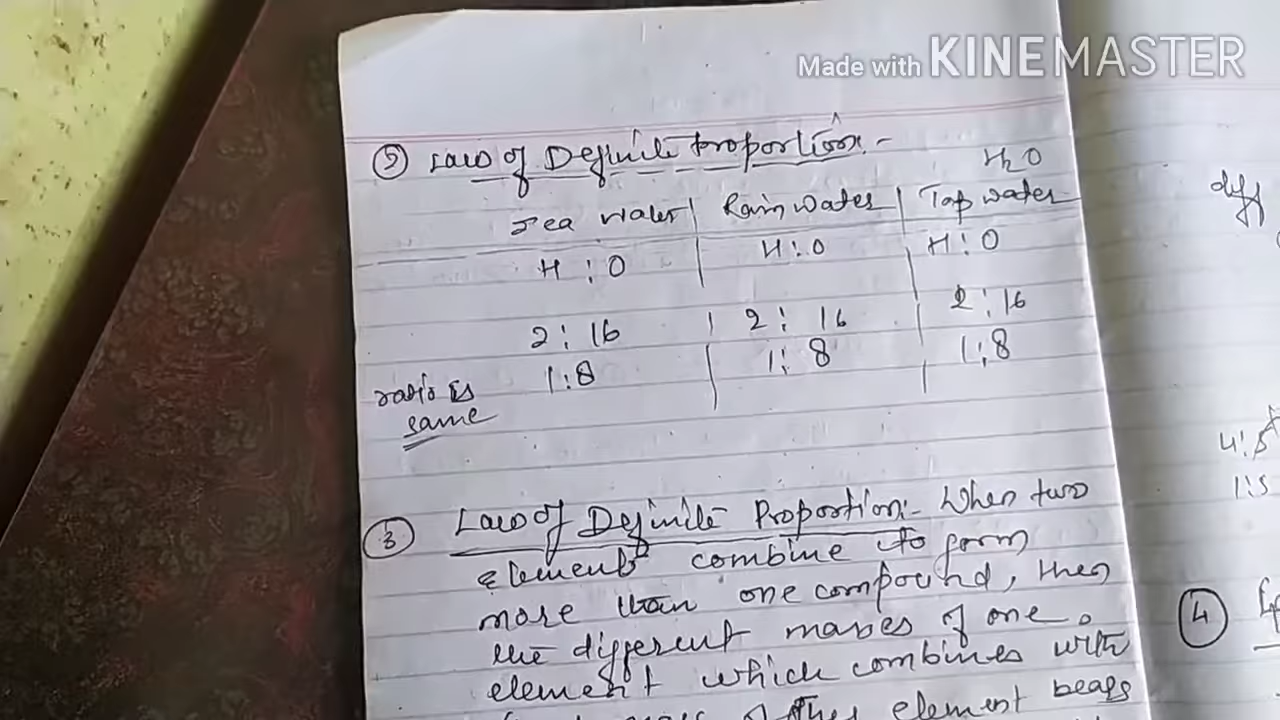 Made with KINEMASTER
② Law of Definite Proportion:-
H₂O
Sea Water | Rain water | Tap water
H : O | H : O | H : O
2 : 16 | 2 : 16 | 2 : 16
1 : 8 | 1 : 8 | 1 : 8
ratio is
same
③ Law of Definite Proportion:- When two
elements combine to form
more than one compound, then
the different masses of one
element which combines with
of other element bears
diff
4:
1:5
④